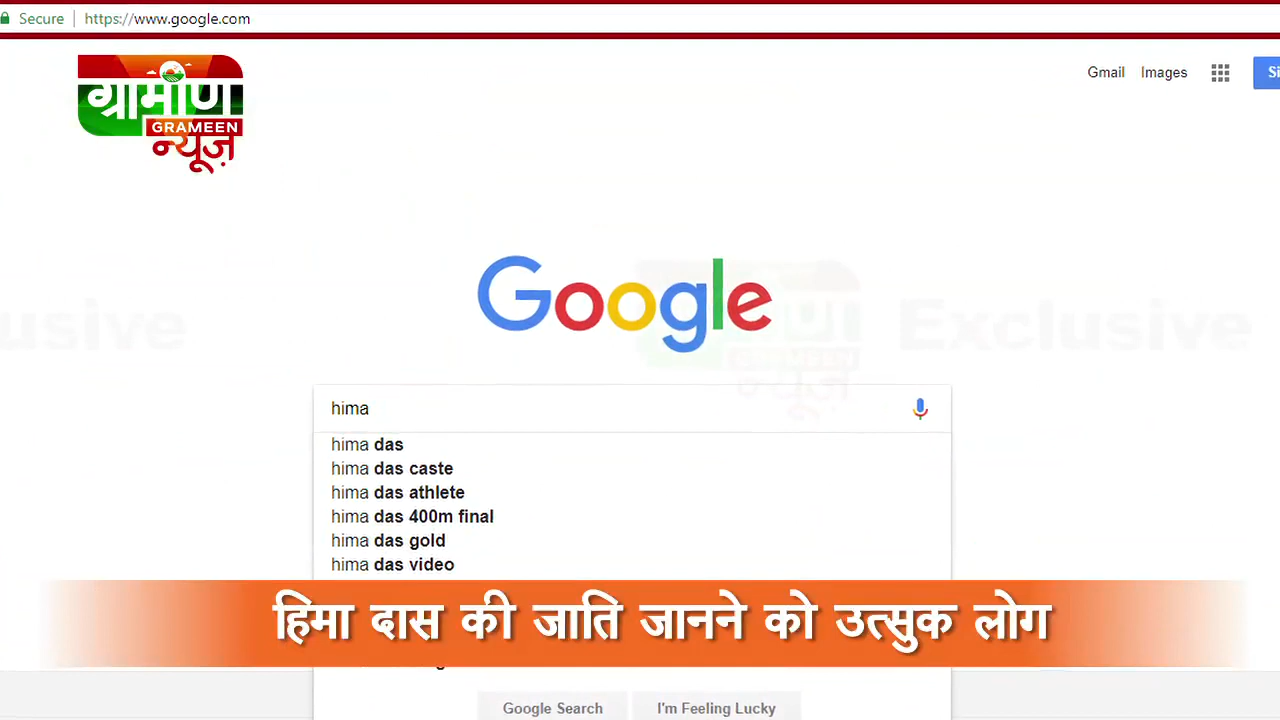 Secure | https://www.google.com
ग्रामीण
GRAMEEN
न्यूज़
Gmail Images
Google
Exclusive
hima
hima das
hima das caste
hima das athlete
hima das 400m final
hima das gold
hima das video
हिमा दास की जाति जानने को उत्सुक लोग
Google Search I'm Feeling Lucky